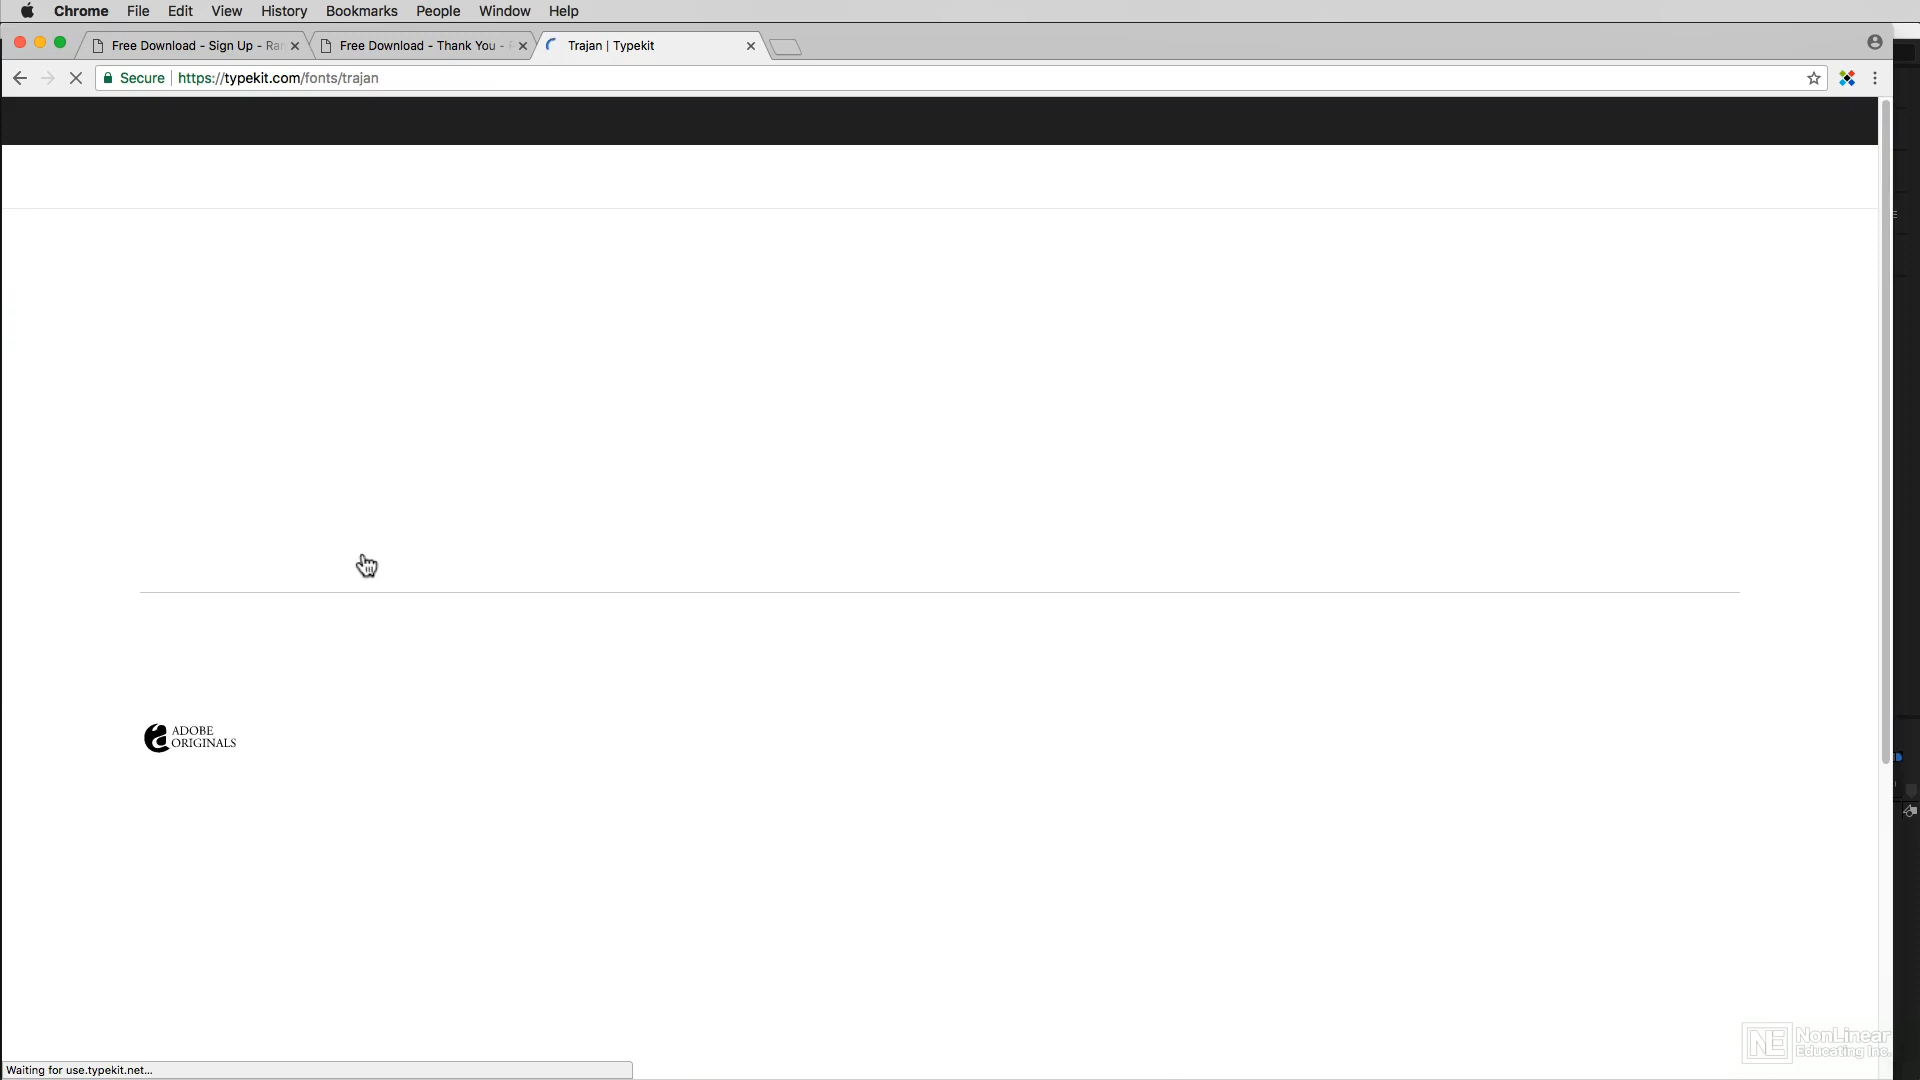 Chrome File Edit View History Bookmarks People Window Help
Free Download - Sign Up - Ra
Free Download - Thank You -
Trajan | Typekit
Secure https://typekit.com/fonts/trajan
ADOBE
ORIGINALS
NE NonLinear
Educating Inc.
Waiting for use.typekit.net...